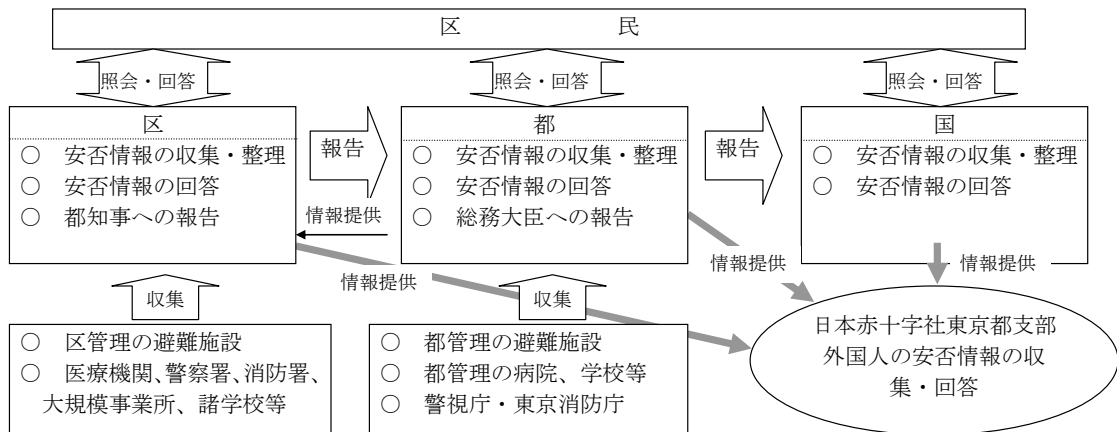 区　　　　　民
照会・回答
照会・回答
照会・回答
区
○　安否情報の収集・整理
○　安否情報の回答
○　都知事への報告
報告
都
○　安否情報の収集・整理
○　安否情報の回答
○　総務大臣への報告
報告
国
○　安否情報の収集・整理
○　安否情報の回答
情報提供
情報提供
情報提供
情報提供
収集
収集
○　区管理の避難施設
○　医療機関、警察署、消防署、
大規模事業所、諸学校等
○　都管理の避難施設
○　都管理の病院、学校等
○　警視庁・東京消防庁
日本赤十字社東京都支部
外国人の安否情報の収
集・回答